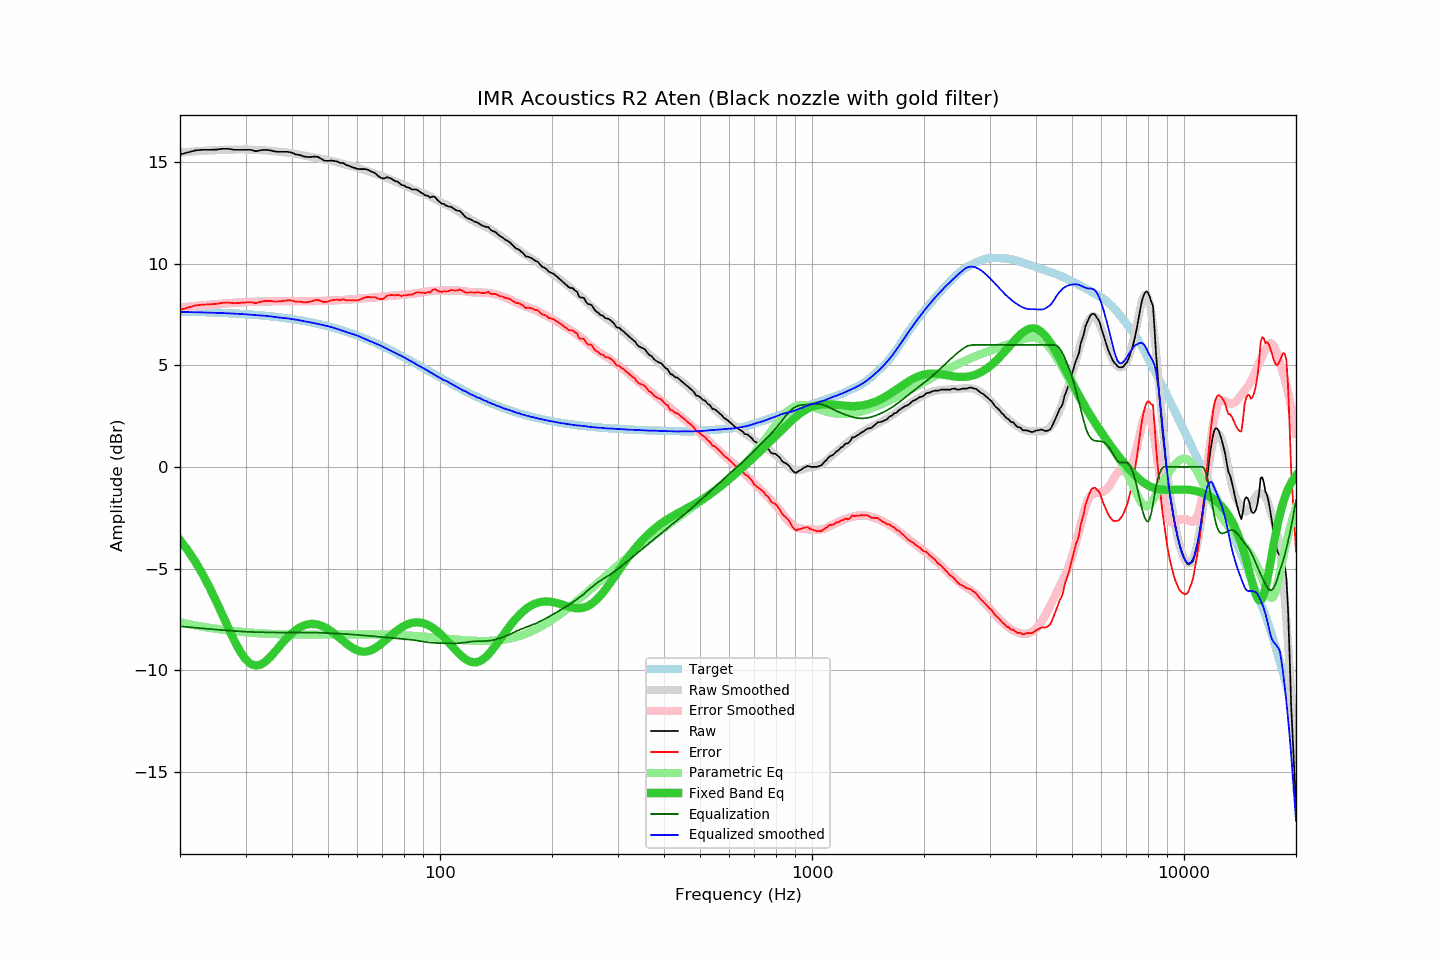 IMR Acoustics R2 Aten (Black nozzle with gold filter)
15
10
5
0
−5
−10
−15
Amplitude (dBr)
Target
Raw Smoothed
Error Smoothed
Raw
Error
Parametric Eq
Fixed Band Eq
Equalization
Equalized smoothed
100
1000
10000
Frequency (Hz)